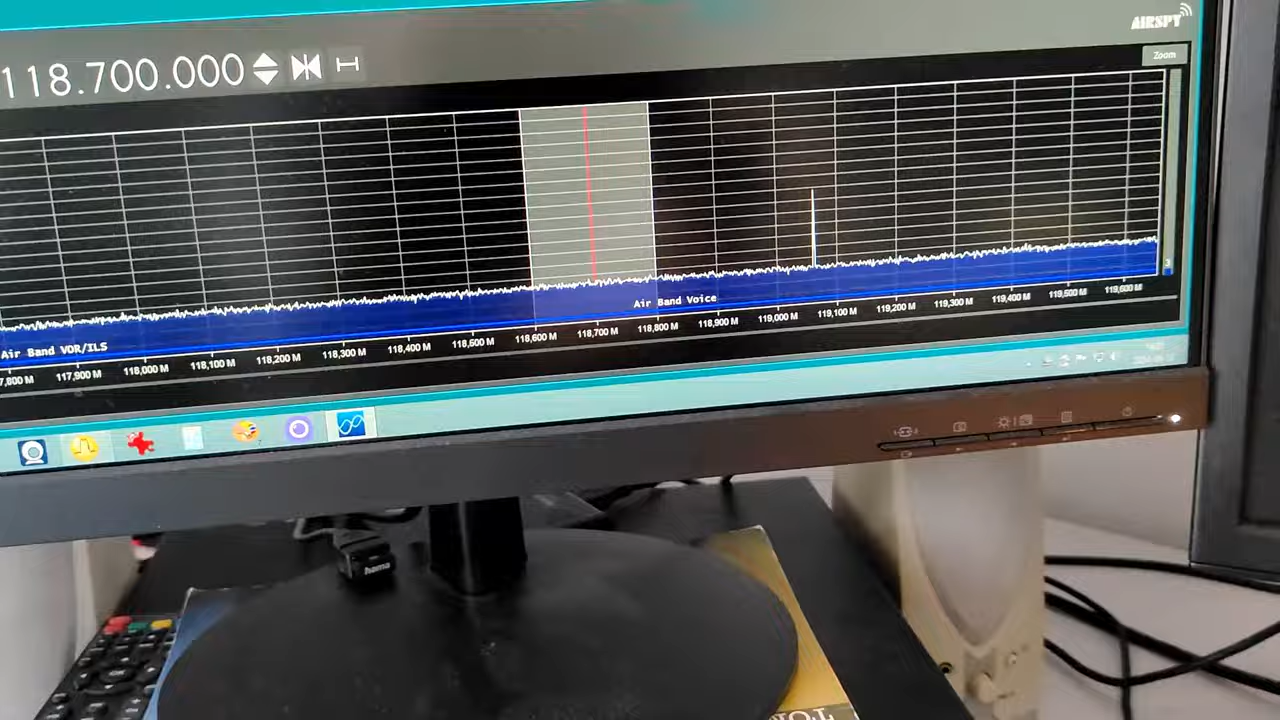 AIRSPY
118.700.000
Zoom
3
Air Band Voice
Air Band VOR/ILS
7,800 M 117,900 M 118,000 M 118,100 M 118,200 M 118,300 M 118,400 M 118,500 M 118,600 M 118,700 M 118,800 M 118,900 M 119,000 M 119,100 M 119,200 M 119,300 M 119,400 M 119,500 M 119,600 M
hama